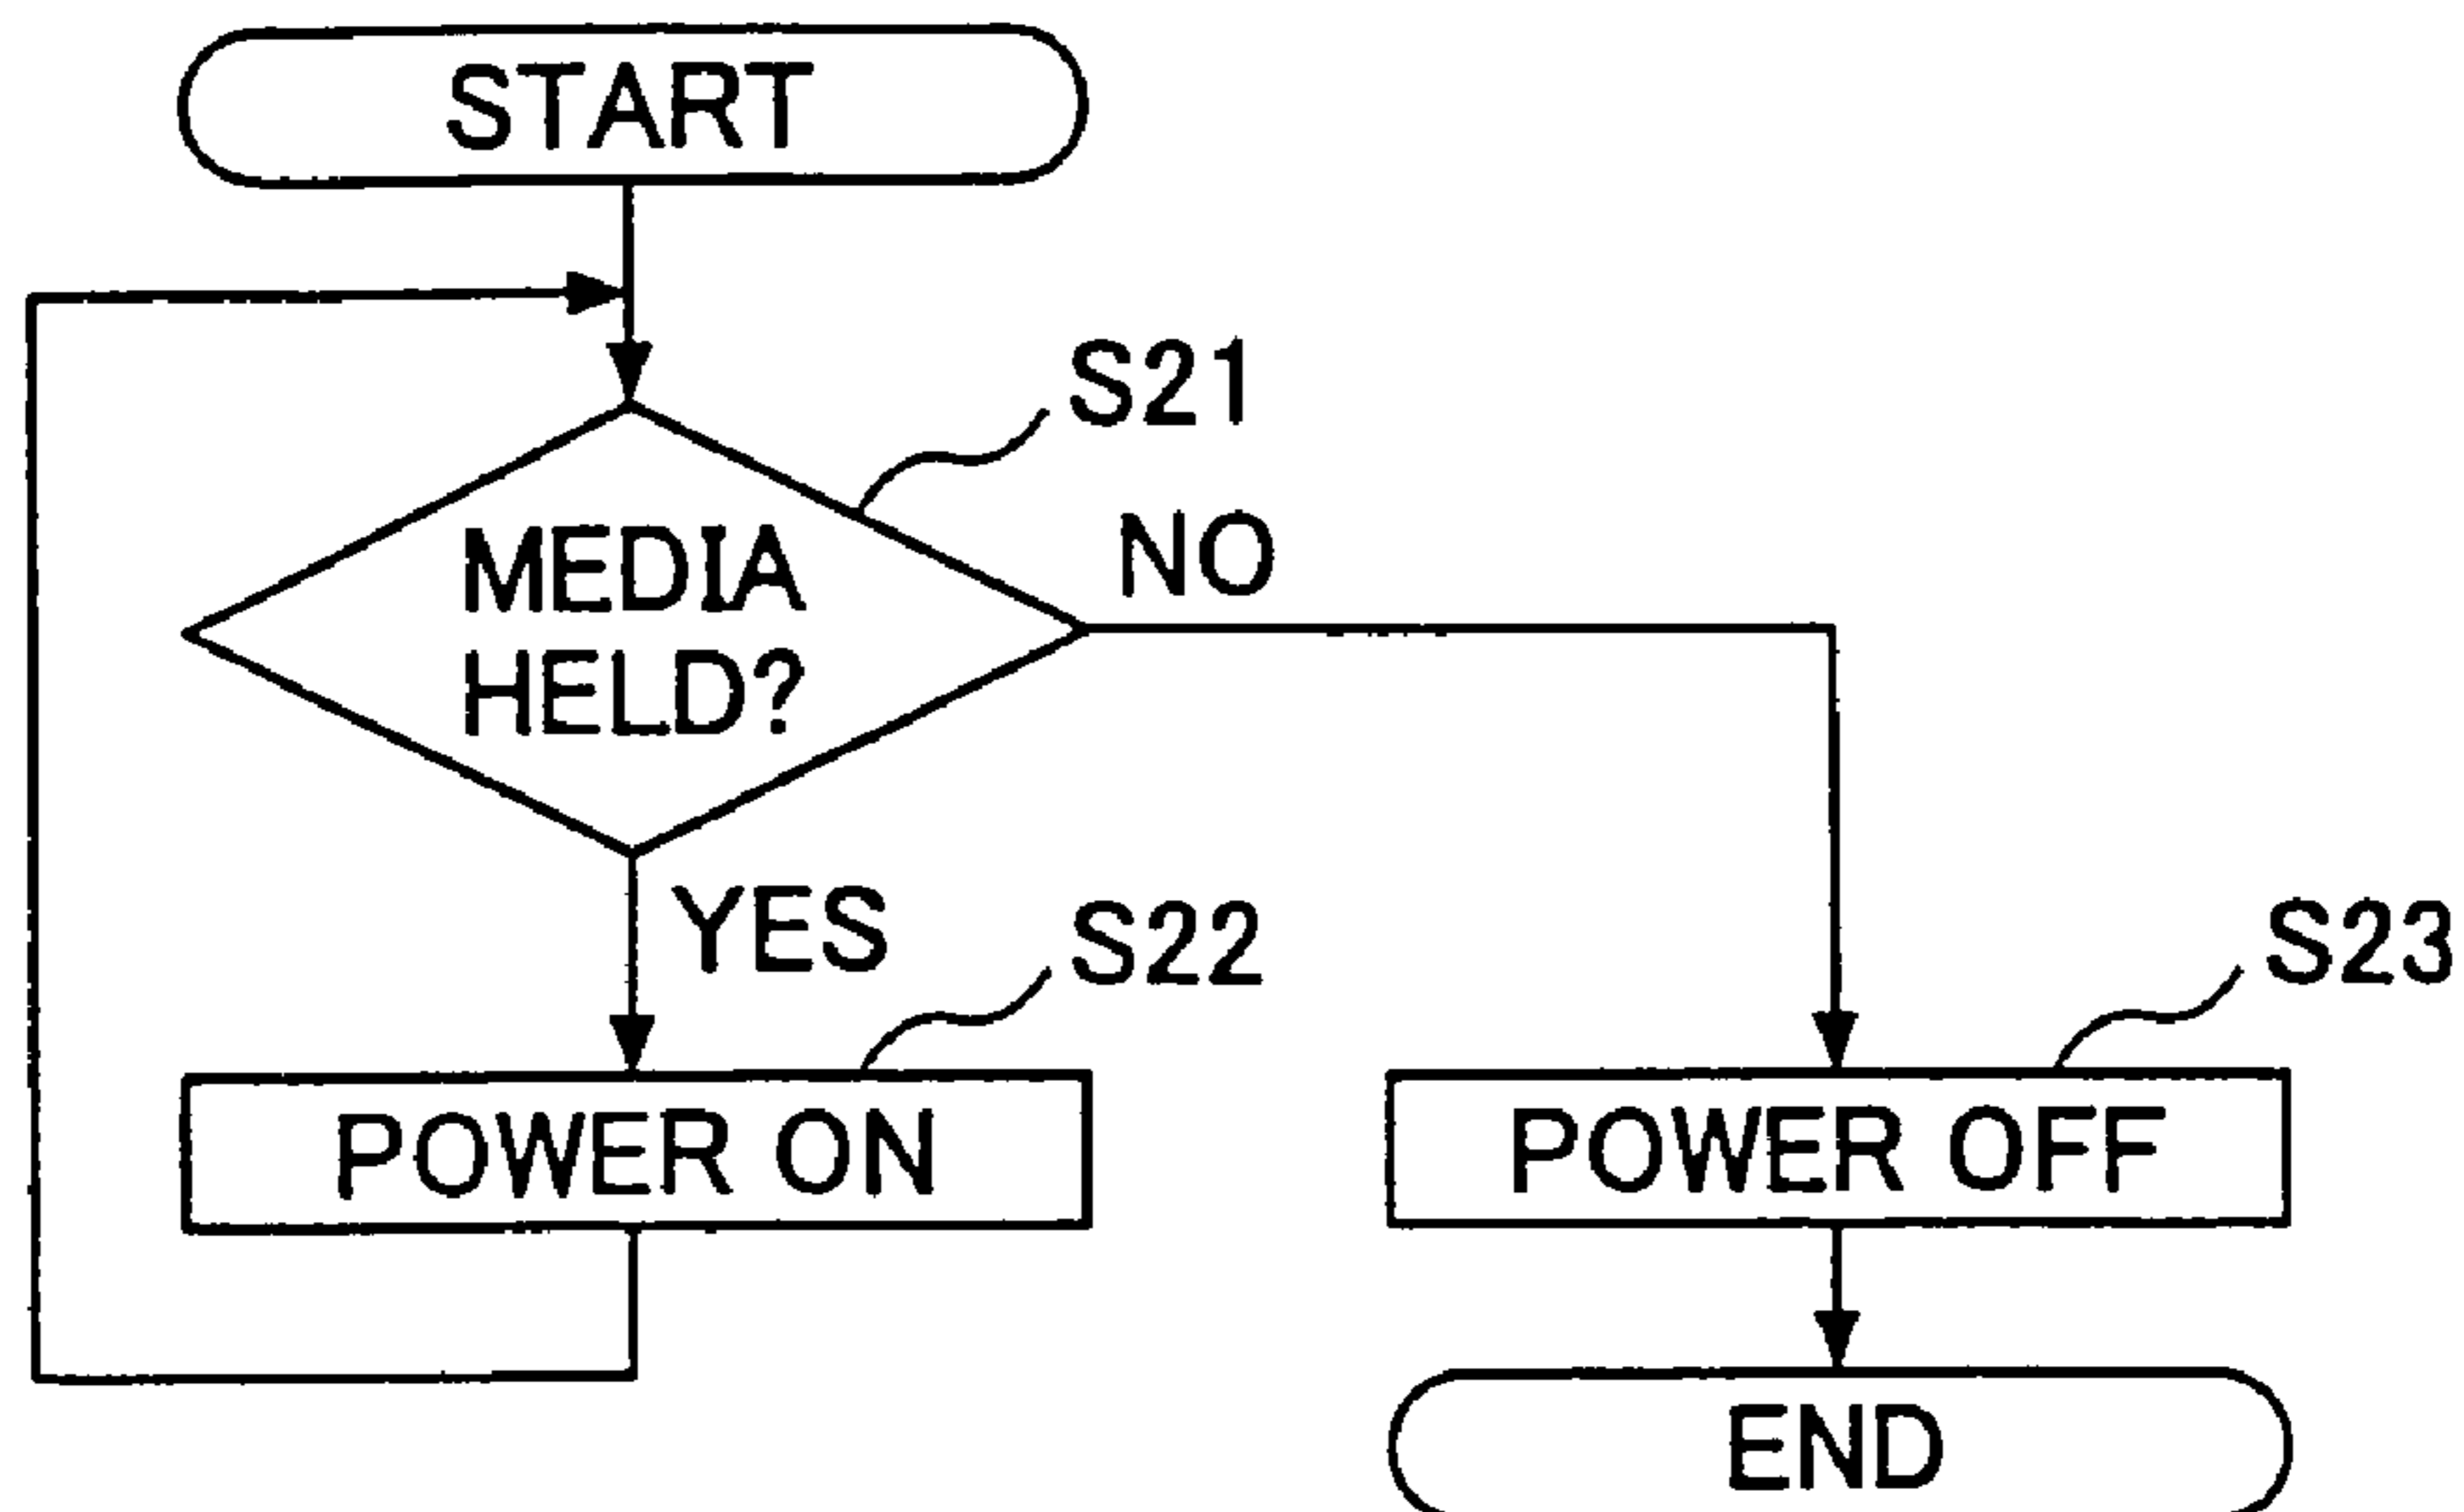 START
S21
MEDIA
HELD?
NO
YES
S22
S23
POWER ON
POWER OFF
END